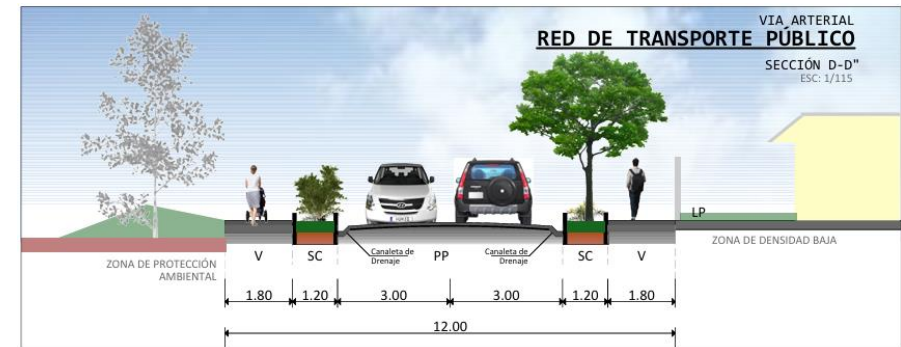 VIA ARTERIAL
RED DE TRANSPORTE PÚBLICO
SECCIÓN D-D"
ESC: 1/115
LP
ZONA DE DENSIDAD BAJA
ZONA DE PROTECCIÓN
AMBIENTAL
V
SC
Canaleta de
Drenaje
PP
Canaleta de
Drenaje
SC
V
1.80
1.20
3.00
3.00
1.20
1.80
12.00